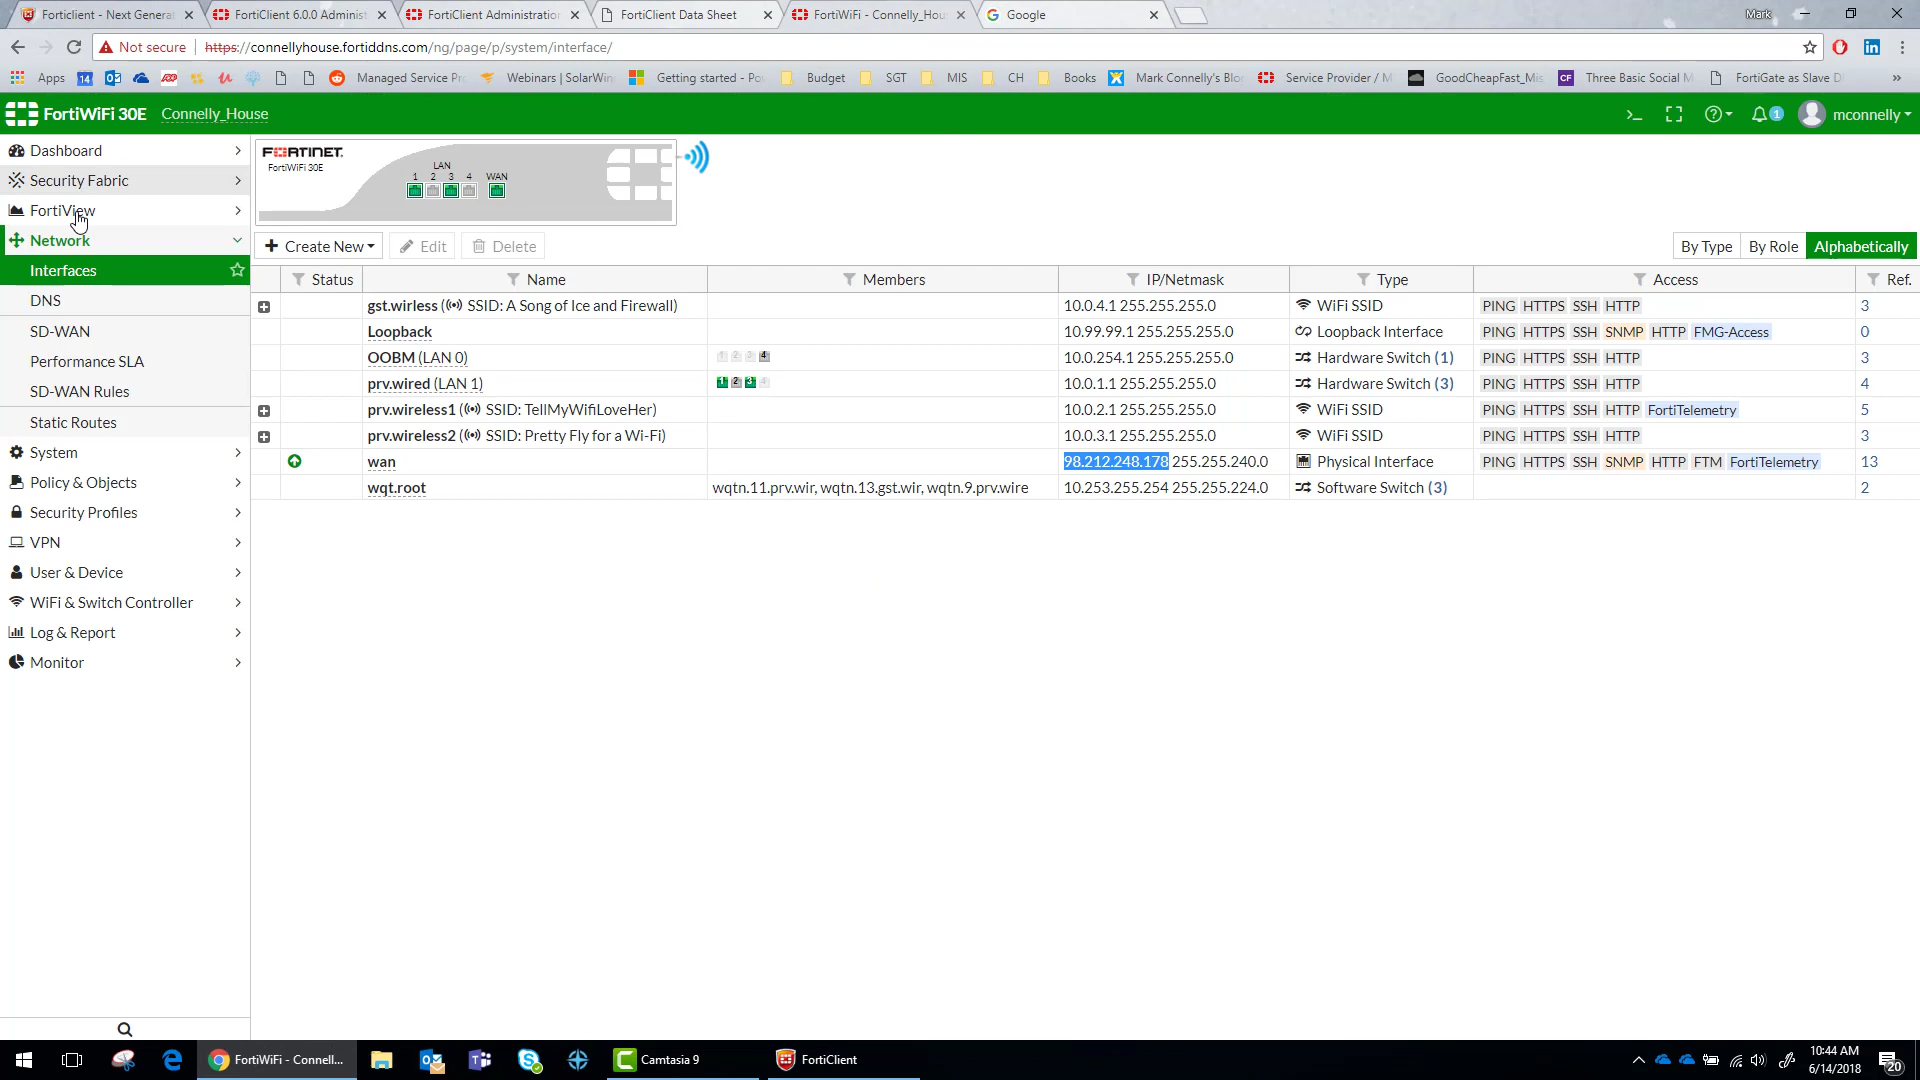 Forticlient - Next Genera
FortiClient 6.0.0 Administ
FortiClient Administratio
FortiClient Data Sheet
FortiWiFi - Connelly_Hou
Google
Mark
Not secure
https://connellyhouse.fortiddns.com/ng/page/p/system/interface/
Apps
14
Managed Service Pr
Webinars | SolarWin
Getting started - Po
Budget
SGT
MIS
CH
Books
Mark Connelly's Blo
Service Provider / M
GoodCheapFast_Mis
CF
Three Basic Social M
FortiGate as Slave D
»
FortiWiFi 30E
Connelly_House
1
mconnelly
Dashboard
Security Fabric
FortiView
Network
Interfaces
DNS
SD-WAN
Performance SLA
SD-WAN Rules
Static Routes
System
Policy & Objects
Security Profiles
VPN
User & Device
WiFi & Switch Controller
Log & Report
Monitor
FORTINET.
FortiWiFi 30E
LAN
1 2 3 4 WAN
+ Create New
Edit
Delete
By Type
By Role
Alphabetically
Status Name Members IP/Netmask Type Access Ref.
gst.wirless (SSID: A Song of Ice and Firewall) 10.0.4.1 255.255.255.0 WiFi SSID PING HTTPS SSH HTTP 3
Loopback 10.99.99.1 255.255.255.0 Loopback Interface PING HTTPS SSH SNMP HTTP FMG-Access 0
OOBM (LAN 0) 1 2 3 4 10.0.254.1 255.255.255.0 Hardware Switch (1) PING HTTPS SSH HTTP 3
prv.wired (LAN 1) 1 2 3 4 10.0.1.1 255.255.255.0 Hardware Switch (3) PING HTTPS SSH HTTP 4
prv.wireless1 (SSID: TellMyWifiLoveHer) 10.0.2.1 255.255.255.0 WiFi SSID PING HTTPS SSH HTTP FortiTelemetry 5
prv.wireless2 (SSID: Pretty Fly for a Wi-Fi) 10.0.3.1 255.255.255.0 WiFi SSID PING HTTPS SSH HTTP 3
wan 98.212.248.178 255.255.240.0 Physical Interface PING HTTPS SSH SNMP HTTP FTM FortiTelemetry 13
wqt.root wqtn.11.prv.wir, wqtn.13.gst.wir, wqtn.9.prv.wire 10.253.255.254 255.255.224.0 Software Switch (3) 2
FortiWiFi - Connell...
Camtasia 9
FortiClient
10:44 AM
6/14/2018
20